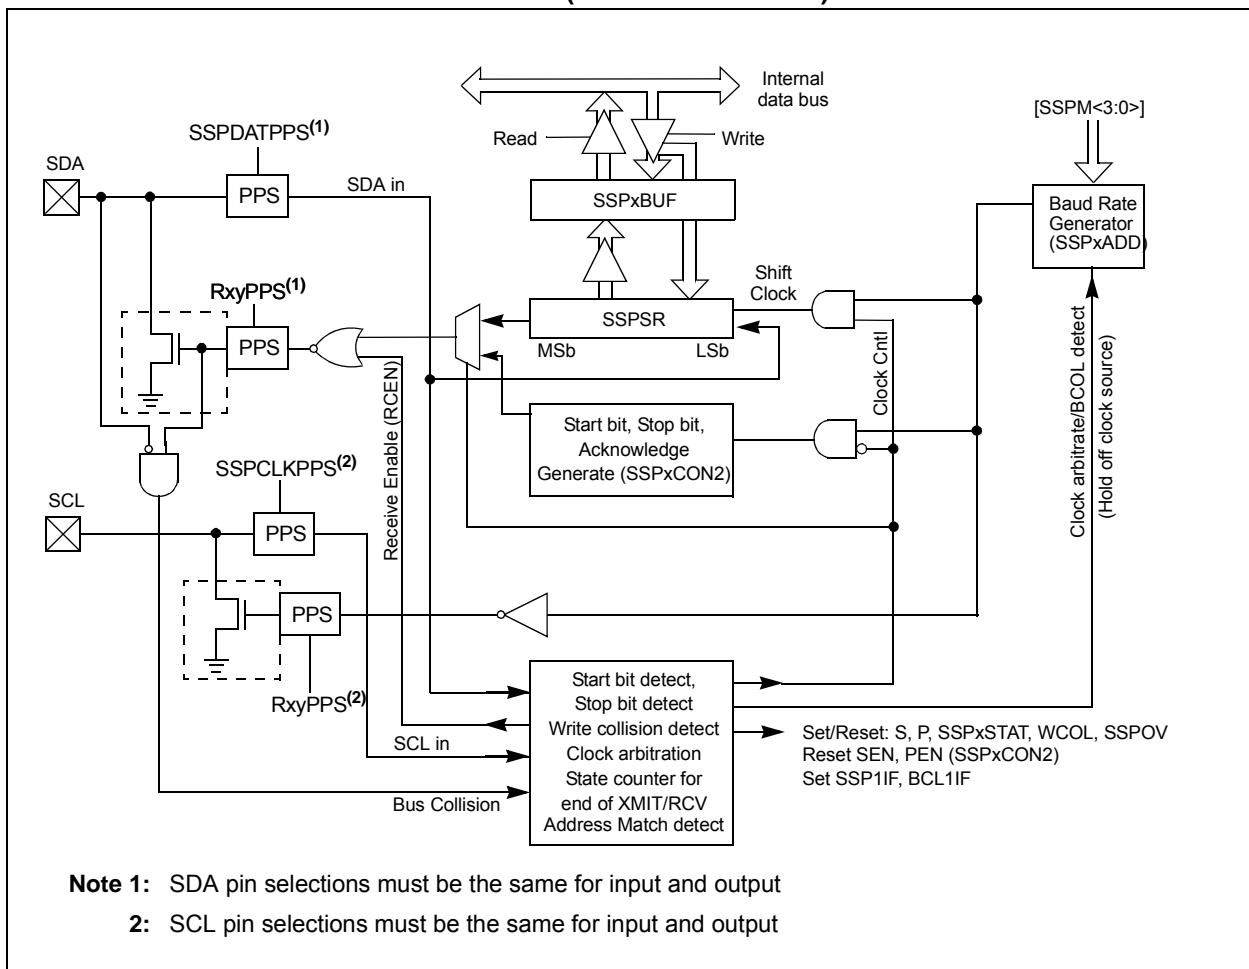 Internal
data bus
[SSPM<3:0>]
SSPDATPPS(1)
Read
Write
SDA
SDA in
PPS
SSPxBUF
Baud Rate
Generator
(SSPxADD)
Shift
Clock
RxyPPS(1)
PPS
SSPSR
MSb
LSb
Clock Cntl
Clock arbitrate/BCOL detect
(Hold off clock source)
Receive Enable (RCEN)
Start bit, Stop bit,
Acknowledge
Generate (SSPxCON2)
SSPCLKPPS(2)
SCL
PPS
PPS
RxyPPS(2)
SCL in
Bus Collision
Start bit detect,
Stop bit detect
Write collision detect
Clock arbitration
State counter for
end of XMIT/RCV
Address Match detect
Set/Reset: S, P, SSPxSTAT, WCOL, SSPOV
Reset SEN, PEN (SSPxCON2)
Set SSP1IF, BCL1IF
Note 1: SDA pin selections must be the same for input and output
2: SCL pin selections must be the same for input and output